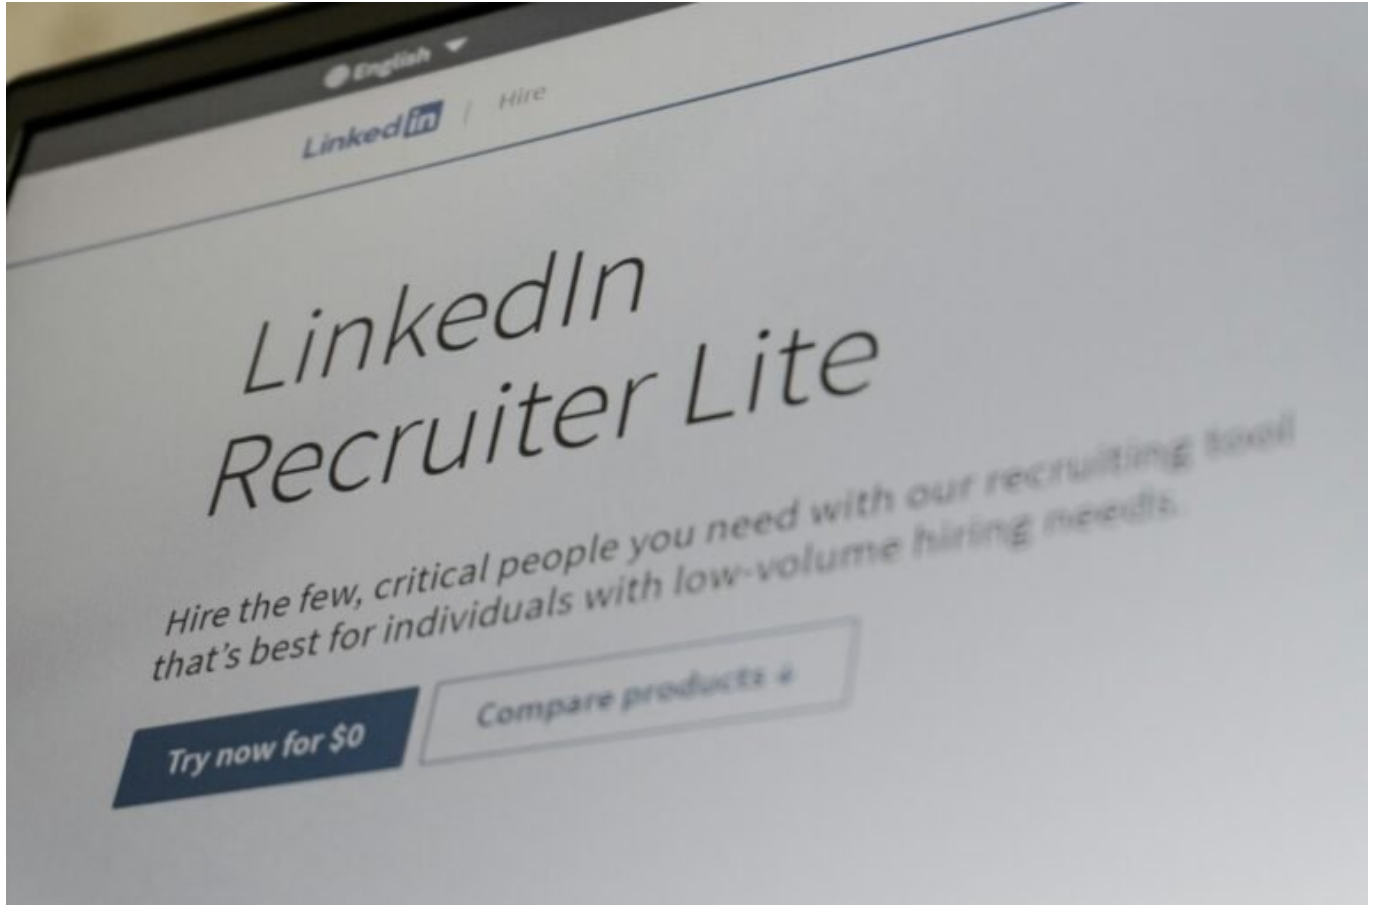 English
LinkedIn | Hire
LinkedIn
Recruiter Lite
Hire the few, critical people you need with our recruiting tool
that's best for individuals with low-volume hiring needs.
Try now for $0
Compare products ↓